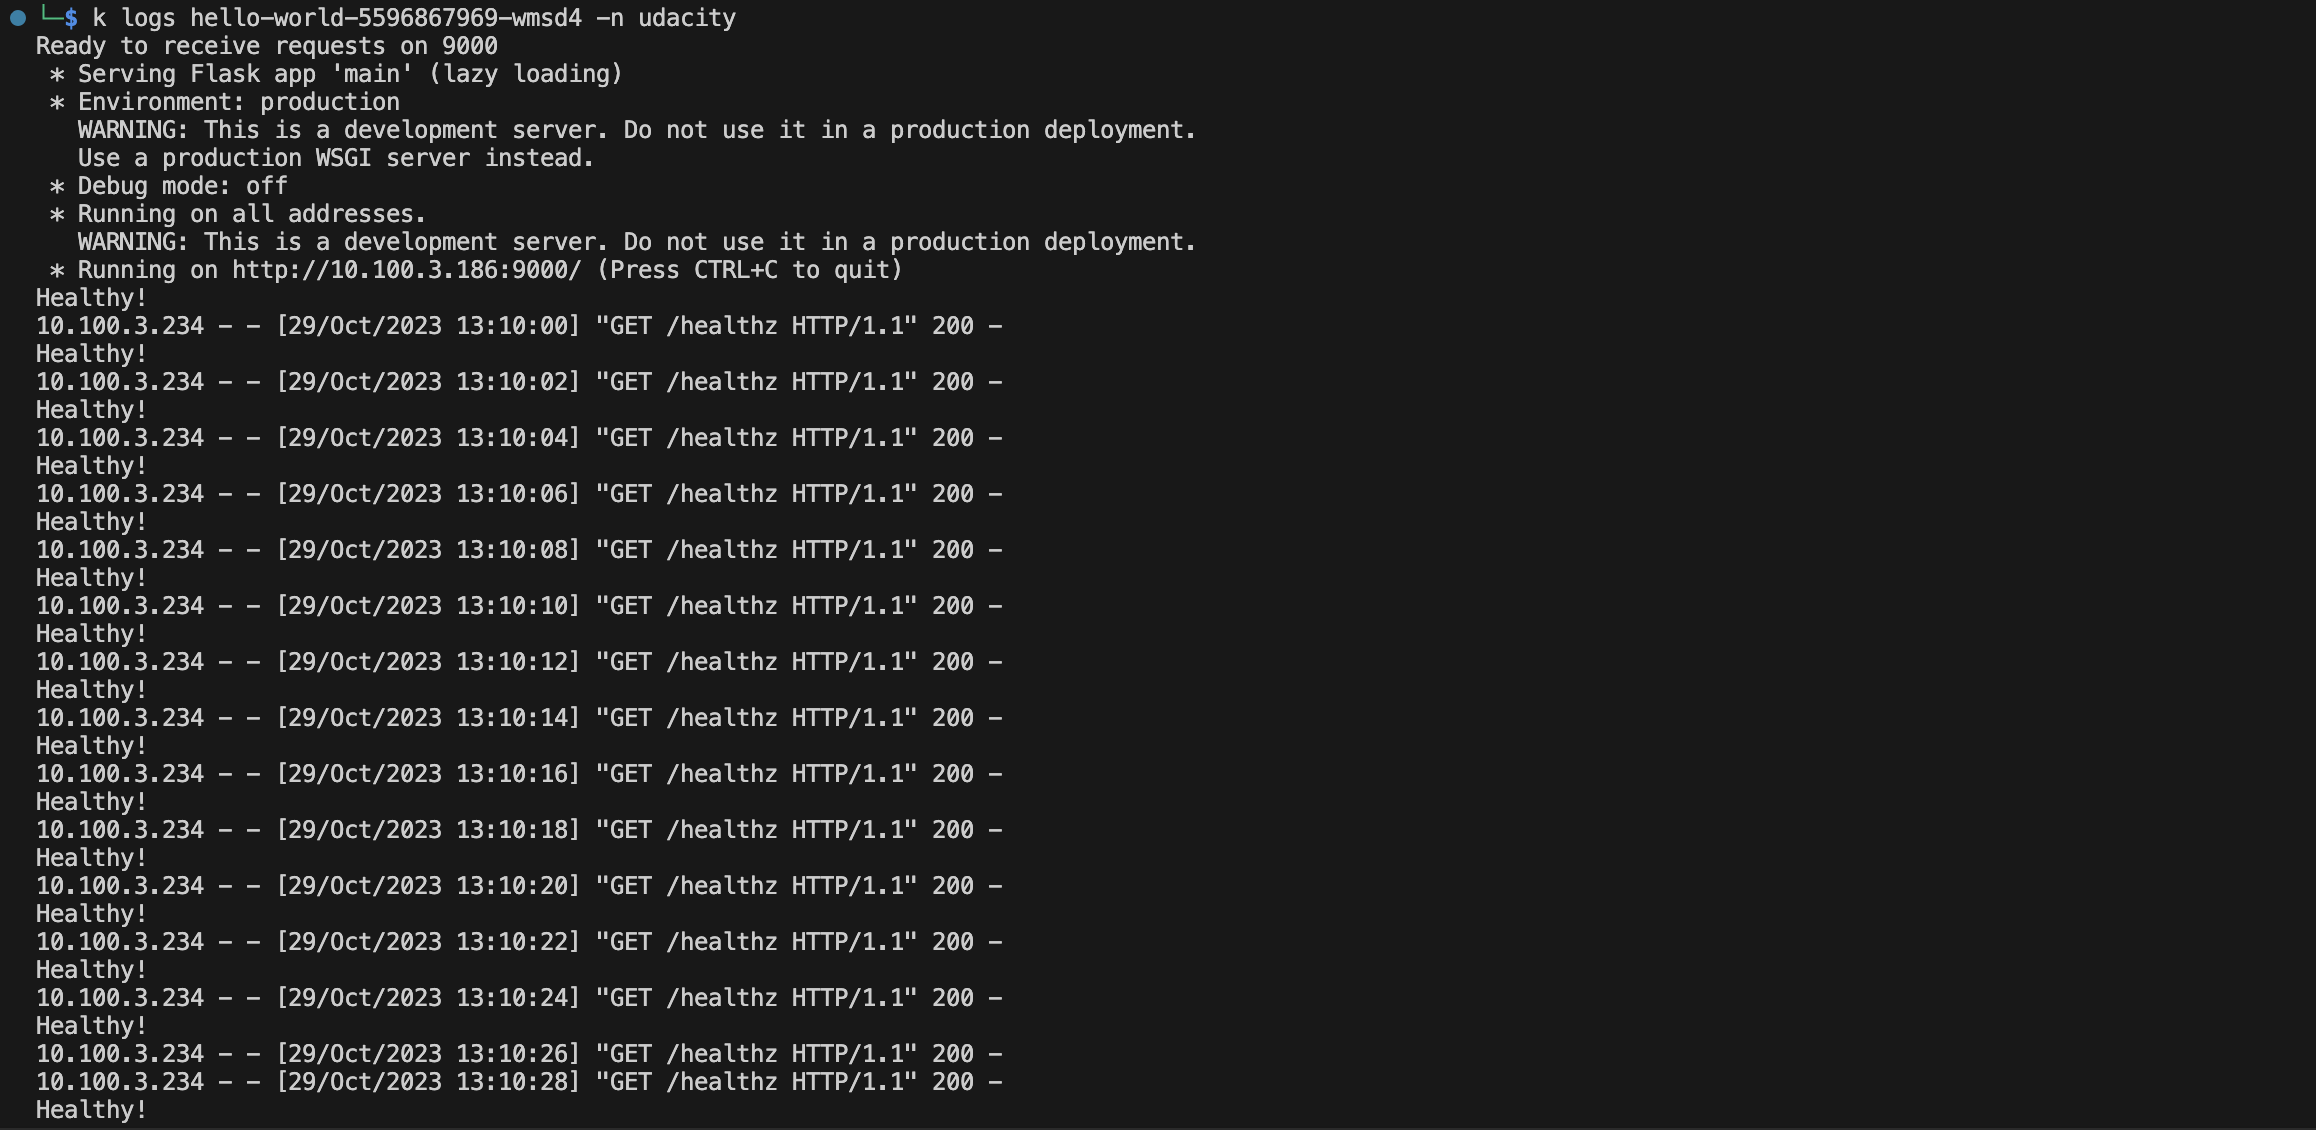 └─$ k logs hello-world-5596867969-wmsd4 -n udacity
Ready to receive requests on 9000
 * Serving Flask app 'main' (lazy loading)
 * Environment: production
   WARNING: This is a development server. Do not use it in a production deployment.
   Use a production WSGI server instead.
 * Debug mode: off
 * Running on all addresses.
   WARNING: This is a development server. Do not use it in a production deployment.
 * Running on http://10.100.3.186:9000/ (Press CTRL+C to quit)
Healthy!
10.100.3.234 - - [29/Oct/2023 13:10:00] "GET /healthz HTTP/1.1" 200 -
Healthy!
10.100.3.234 - - [29/Oct/2023 13:10:02] "GET /healthz HTTP/1.1" 200 -
Healthy!
10.100.3.234 - - [29/Oct/2023 13:10:04] "GET /healthz HTTP/1.1" 200 -
Healthy!
10.100.3.234 - - [29/Oct/2023 13:10:06] "GET /healthz HTTP/1.1" 200 -
Healthy!
10.100.3.234 - - [29/Oct/2023 13:10:08] "GET /healthz HTTP/1.1" 200 -
Healthy!
10.100.3.234 - - [29/Oct/2023 13:10:10] "GET /healthz HTTP/1.1" 200 -
Healthy!
10.100.3.234 - - [29/Oct/2023 13:10:12] "GET /healthz HTTP/1.1" 200 -
Healthy!
10.100.3.234 - - [29/Oct/2023 13:10:14] "GET /healthz HTTP/1.1" 200 -
Healthy!
10.100.3.234 - - [29/Oct/2023 13:10:16] "GET /healthz HTTP/1.1" 200 -
Healthy!
10.100.3.234 - - [29/Oct/2023 13:10:18] "GET /healthz HTTP/1.1" 200 -
Healthy!
10.100.3.234 - - [29/Oct/2023 13:10:20] "GET /healthz HTTP/1.1" 200 -
Healthy!
10.100.3.234 - - [29/Oct/2023 13:10:22] "GET /healthz HTTP/1.1" 200 -
Healthy!
10.100.3.234 - - [29/Oct/2023 13:10:24] "GET /healthz HTTP/1.1" 200 -
Healthy!
10.100.3.234 - - [29/Oct/2023 13:10:26] "GET /healthz HTTP/1.1" 200 -
10.100.3.234 - - [29/Oct/2023 13:10:28] "GET /healthz HTTP/1.1" 200 -
Healthy!